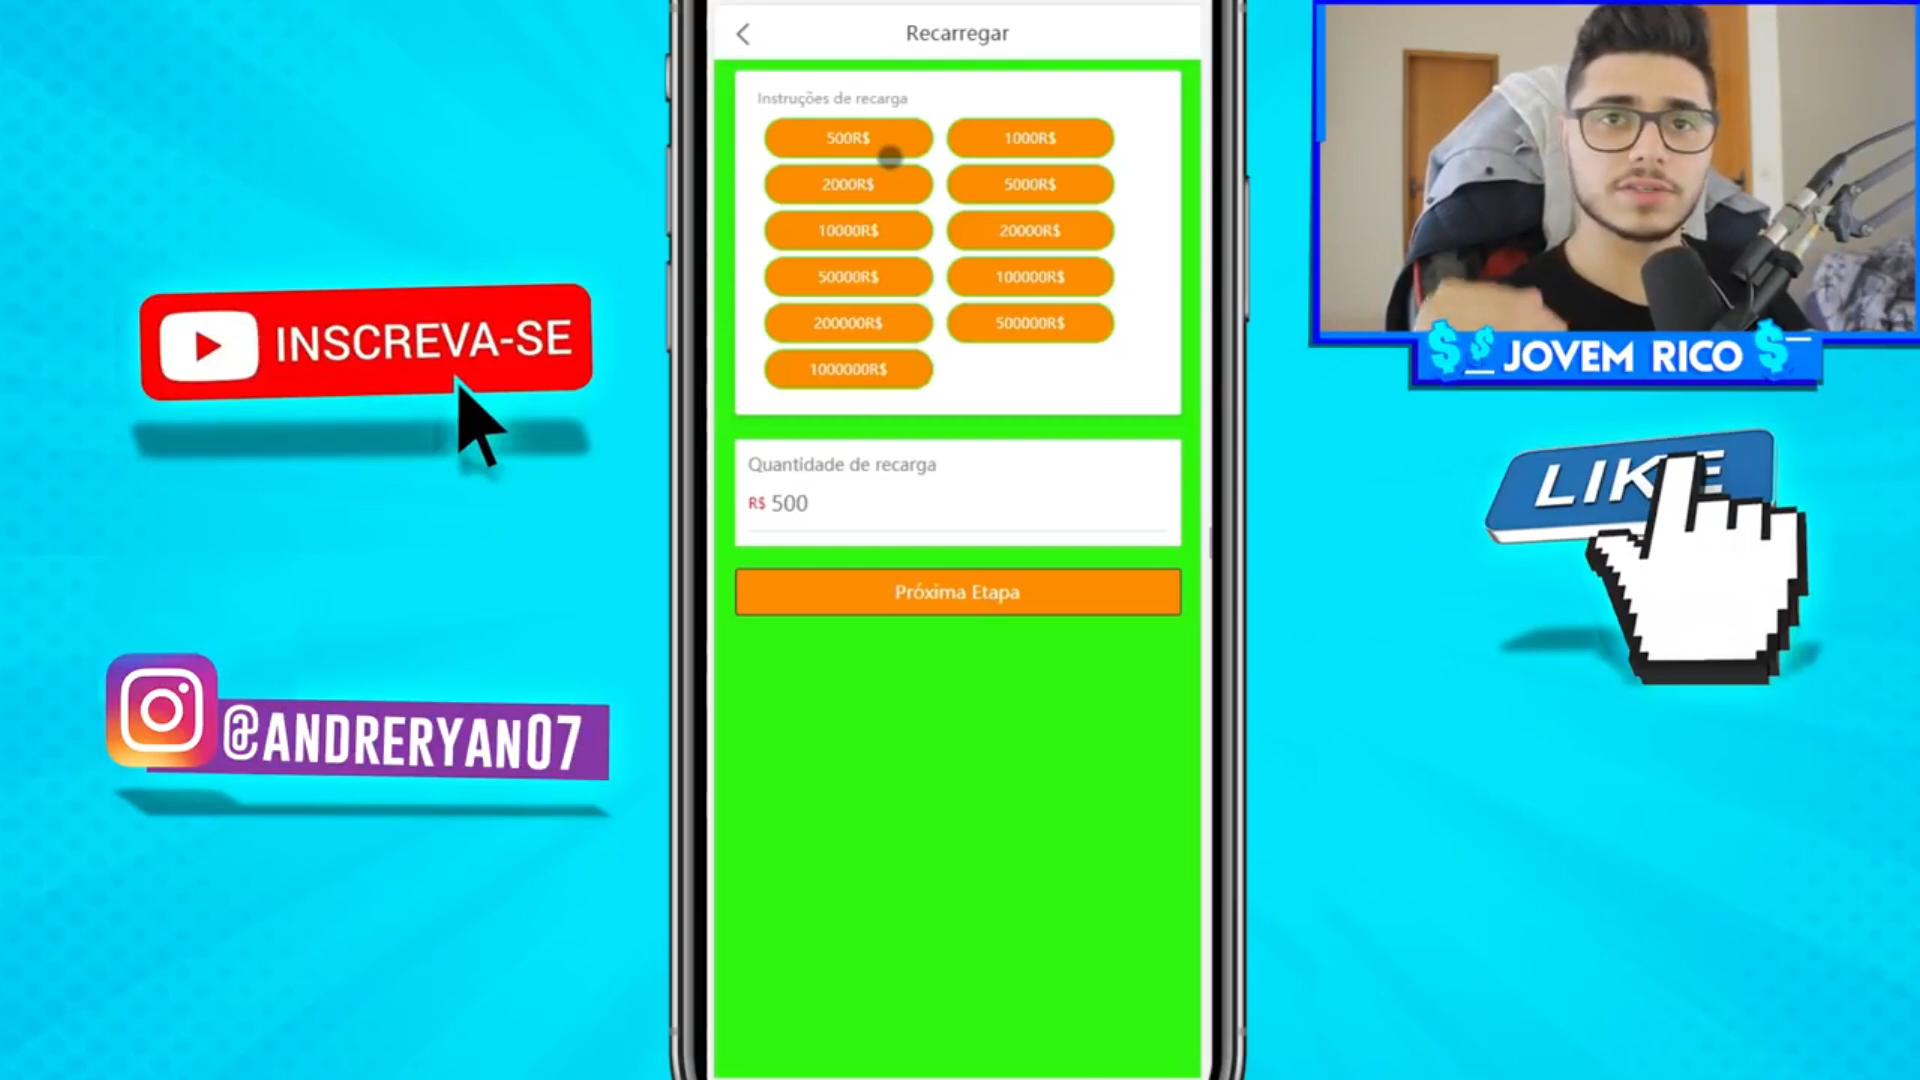 Recarregar
Instruções de recarga
500R$
1000R$
2000R$
5000R$
10000R$
20000R$
50000R$
100000R$
200000R$
500000R$
1000000R$
Quantidade de recarga
R$ 500
Próxima Etapa
INSCREVA-SE
@ANDRERYAN07
$ $ JOVEM RICO $
LIKE